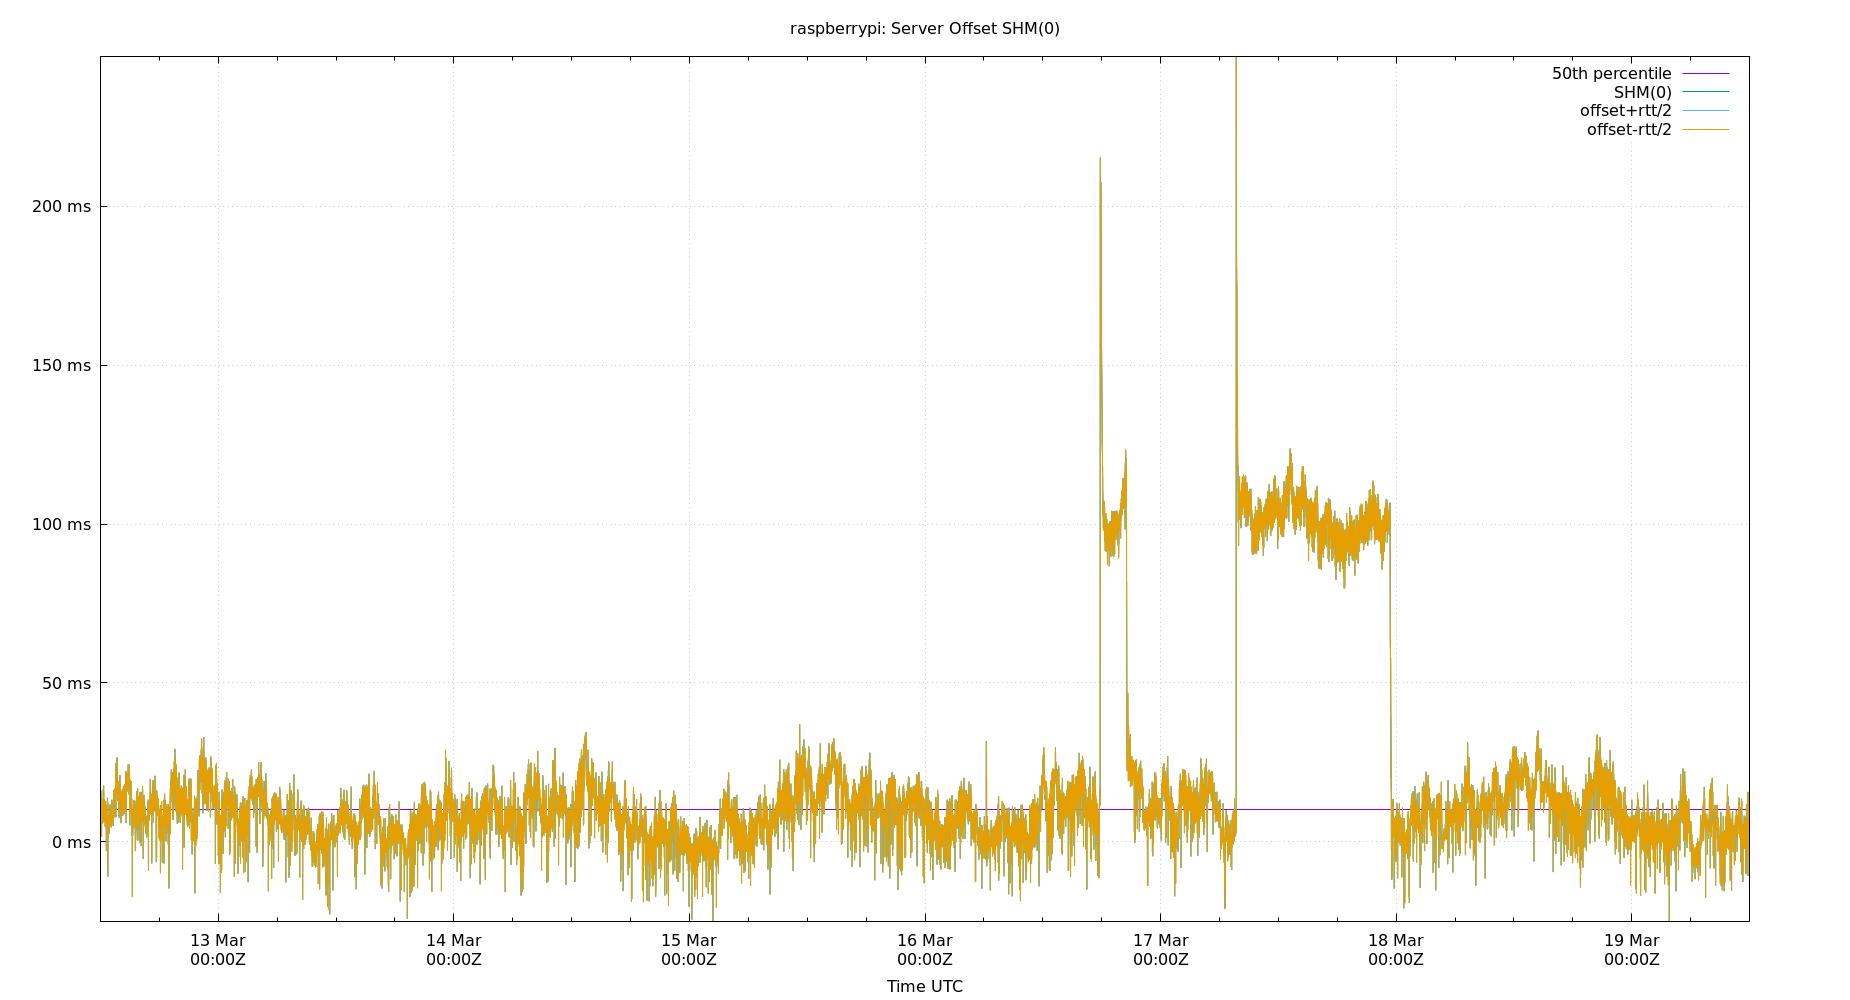 raspberrypi: Server Offset SHM(0)
50th percentile
SHM(0)
offset+rtt/2
offset-rtt/2
200 ms
150 ms
100 ms
50 ms
0 ms
13 Mar 14 Mar 15 Mar 16 Mar 17 Mar 18 Mar 19 Mar
00:00Z 00:00Z 00:00Z 00:00Z 00:00Z 00:00Z 00:00Z
Time UTC